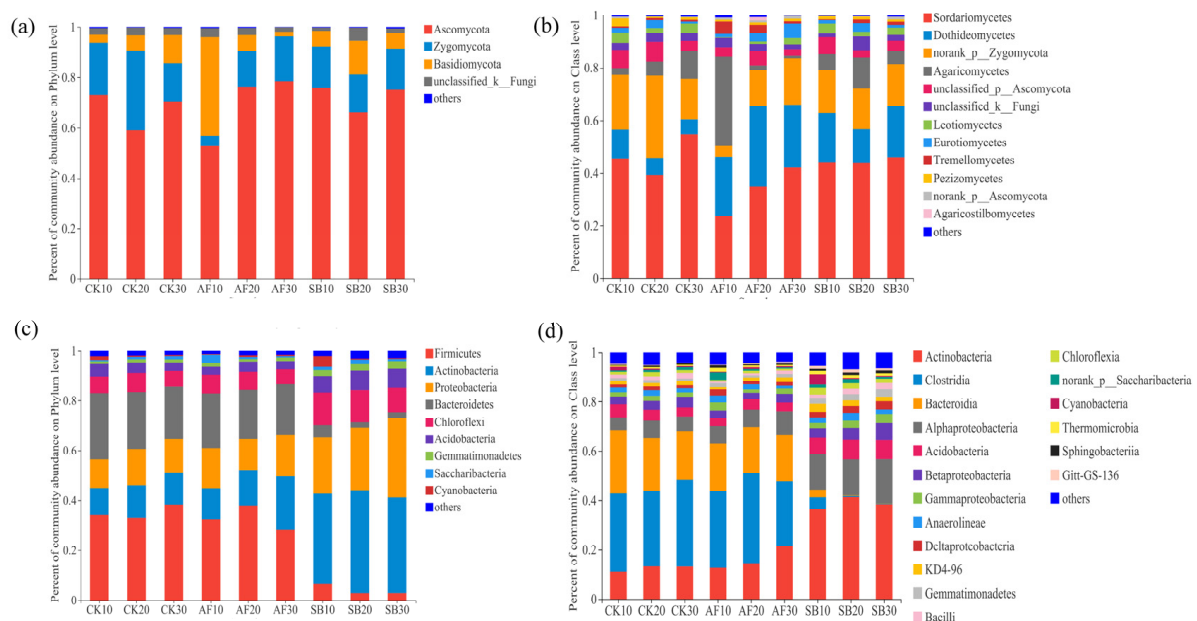 (a)
Percent of community abundance on Phylum level
1
0.8
0.6
0.4
0.2
0
CK10 CK20 CK30 AF10 AF20 AF30 SB10 SB20 SB30
Ascomycota
Zygomycota
Basidiomycota
unclassified_k__Fungi
others
(b)
Percent of community abundance on Class level
1
0.8
0.6
0.4
0.2
0
CK10 CK20 CK30 AF10 AF20 AF30 SB10 SB20 SB30
Sordariomycetes
Dothideomycetes
norank_p__Zygomycota
Agaricomycetes
unclassified_p__Ascomycota
unclassified_k__Fungi
Leotiomycetes
Eurotiomycetes
Tremellomycetes
Pezizomycetes
norank_p__Ascomycota
Agaricostilbomycetes
others
(c)
Percent of community abundance on Phylum level
1
0.8
0.6
0.4
0.2
0
CK10 CK20 CK30 AF10 AF20 AF30 SB10 SB20 SB30
Firmicutes
Actinobacteria
Proteobacteria
Bacteroidetes
Chloroflexi
Acidobacteria
Gemmatimonadetes
Saccharibacteria
Cyanobacteria
others
(d)
Percent of community abundance on Class level
1
0.8
0.6
0.4
0.2
0
CK10 CK20 CK30 AF10 AF20 AF30 SB10 SB20 SB30
Actinobacteria
Clostridia
Bacteroidia
Alphaproteobacteria
Acidobacteria
Betaproteobacteria
Gammaproteobacteria
Anaerolineae
Deltaproteobacteria
KD4-96
Gemmatimonadetes
Bacilli
Chloroflexia
norank_p__Saccharibacteria
Cyanobacteria
Thermomicrobia
Sphingobacteriia
Gitt-GS-136
others